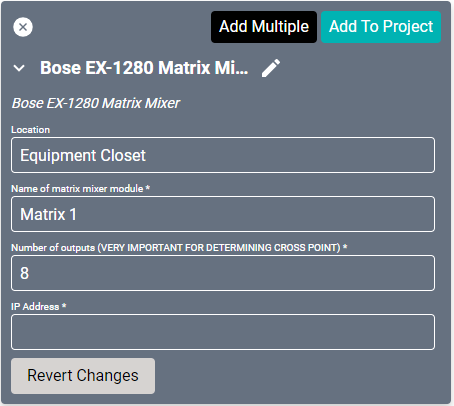 Add Multiple
Add To Project
Bose EX-1280 Matrix Mi...
Bose EX-1280 Matrix Mixer
Location
Equipment Closet
Name of matrix mixer module *
Matrix 1
Number of outputs (VERY IMPORTANT FOR DETERMINING CROSS POINT) *
8
IP Address *
Revert Changes